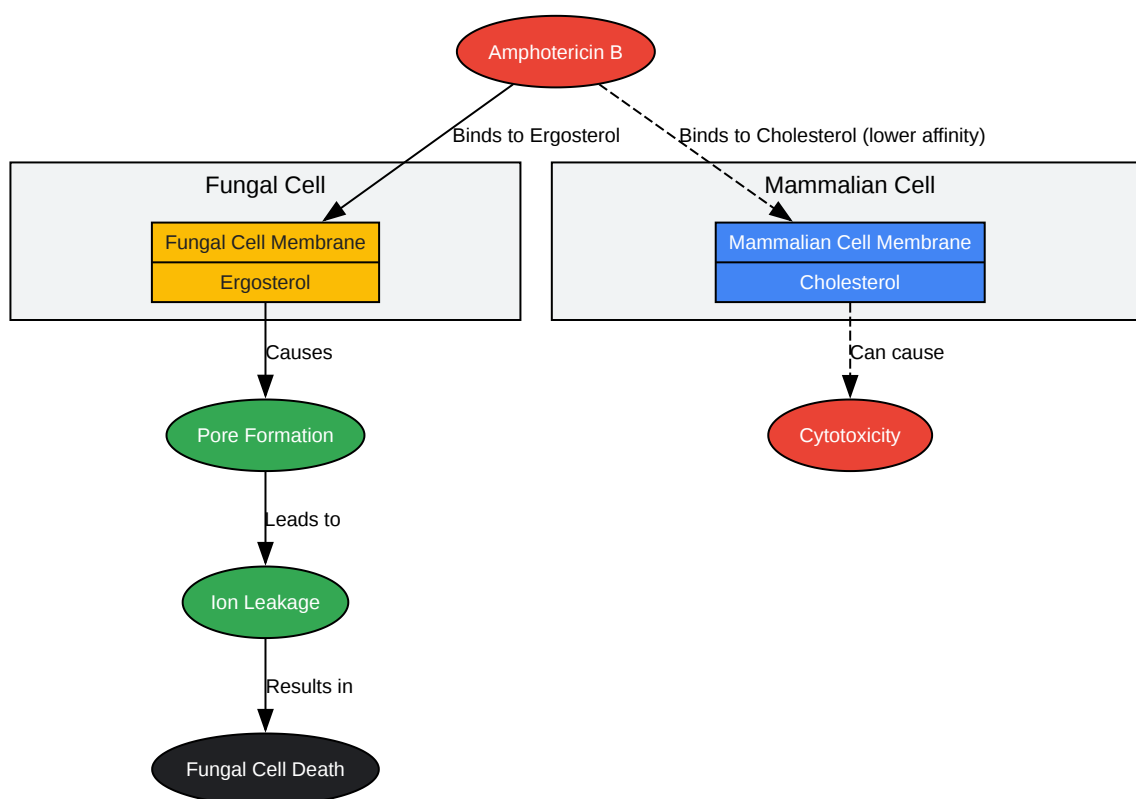 Amphotericin B
Binds to Ergosterol
Binds to Cholesterol (lower affinity)
Fungal Cell
Mammalian Cell
Fungal Cell Membrane
Ergosterol
Mammalian Cell Membrane
Cholesterol
Causes
Can cause
Pore Formation
Cytotoxicity
Leads to
Ion Leakage
Results in
Fungal Cell Death